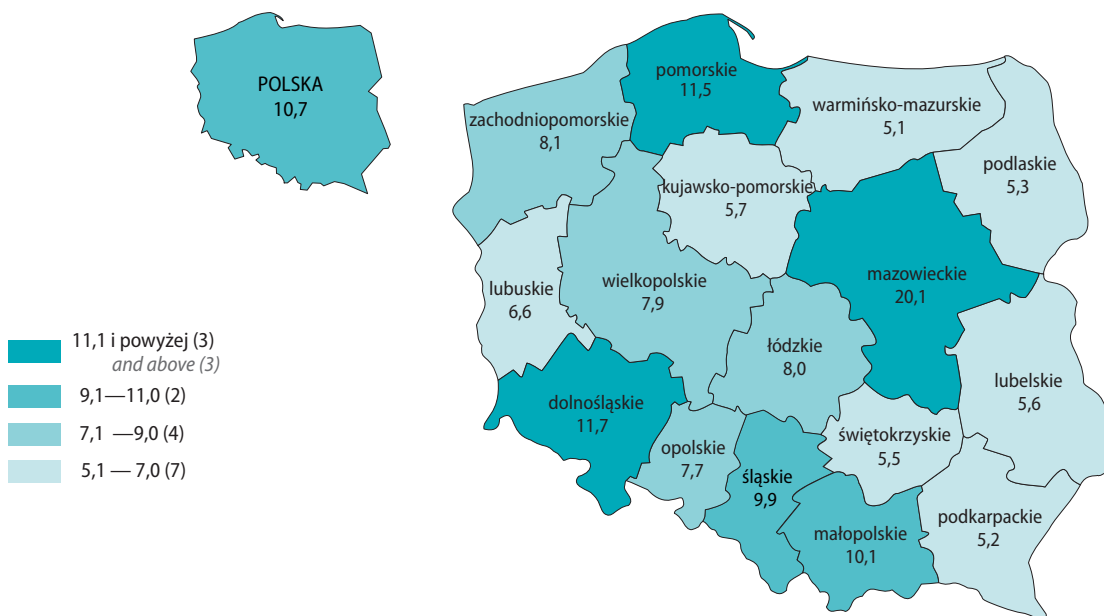 POLSKA
10,7
pomorskie
11,5
warmińsko-mazurskie
5,1
zachodniopomorskie
8,1
podlaskie
5,3
kujawsko-pomorskie
5,7
mazowieckie
20,1
lubuskie
6,6
wielkopolskie
7,9
łódzkie
8,0
lubelskie
5,6
dolnośląskie
11,7
świętokrzyskie
5,5
opolskie
7,7
śląskie
9,9
małopolskie
10,1
podkarpackie
5,2
11,1 i powyżej (3)
and above (3)
9,1—11,0 (2)
7,1 —9,0 (4)
5,1 — 7,0 (7)